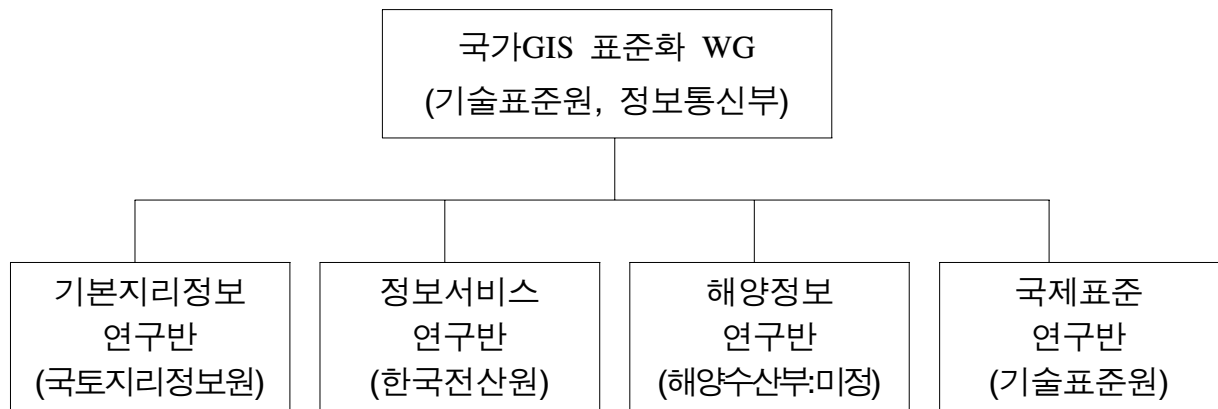 국가GIS 표준화 WG
(기술표준원, 정보통신부)
기본지리정보
연구반
(국토지리정보원)
정보서비스
연구반
(한국전산원)
해양정보
연구반
(해양수산부:미정)
국제표준
연구반
(기술표준원)